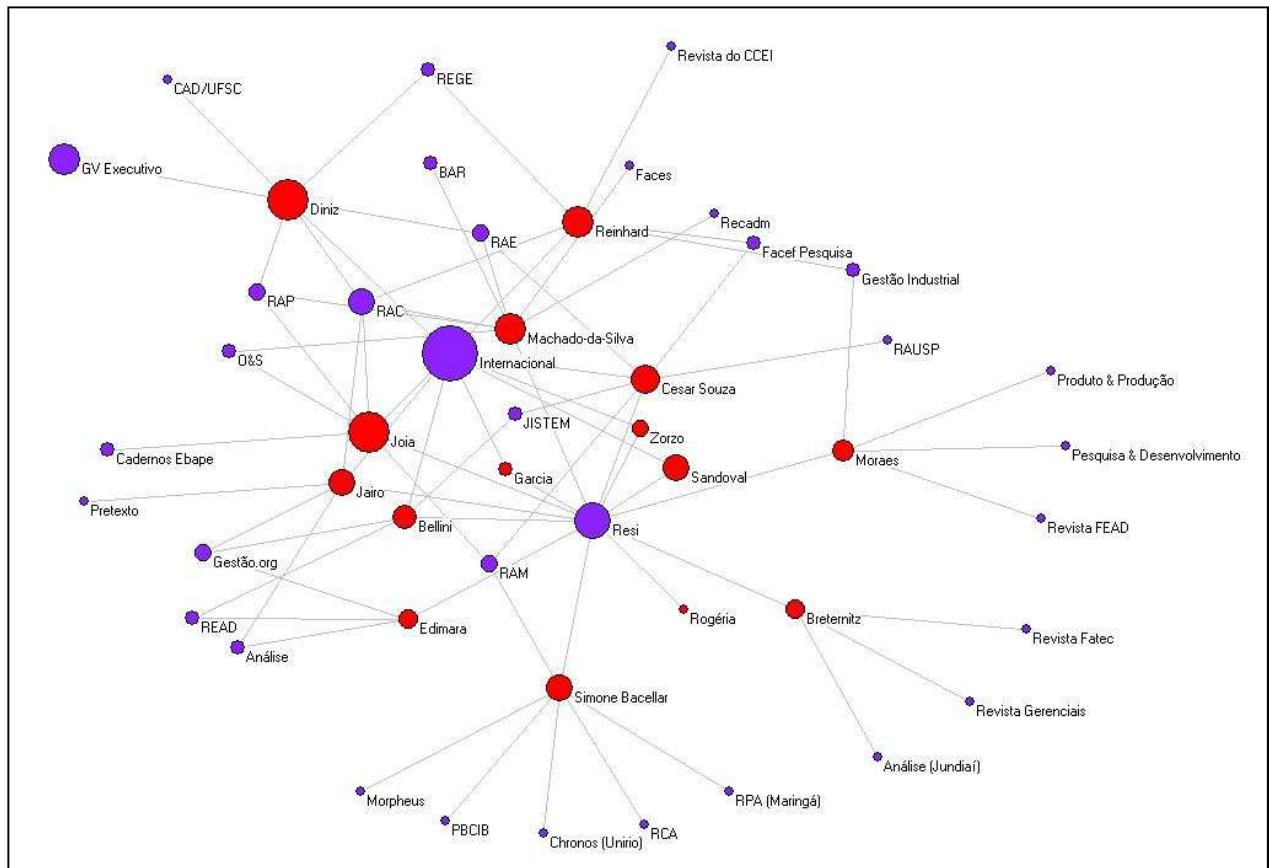 Revista do CCEI
REGE
CAD/UFSC
GV Executivo
BAR
Faces
Diniz
Recadm
Reinhard
RAE
Facef Pesquisa
Gestão Industrial
RAP
RAC
Machado-da-Silva
RAUSP
O&S
Internacional
Cesar Souza
Produto & Produção
JISTEM
Zorzo
Joia
Cadernos Ebape
Moraes
Pesquisa & Desenvolvimento
Garcia
Sandoval
Jairo
Pretexto
Bellini
Resi
Revista FEAD
Gestão.org
RAM
Rogéria
Breternitz
READ
Edimara
Revista Fatec
Análise
Simone Bacellar
Revista Gerenciais
Análise (Jundiaí)
Morpheus
RPA (Maringá)
PBCIB
RCA
Chronos (Unirio)